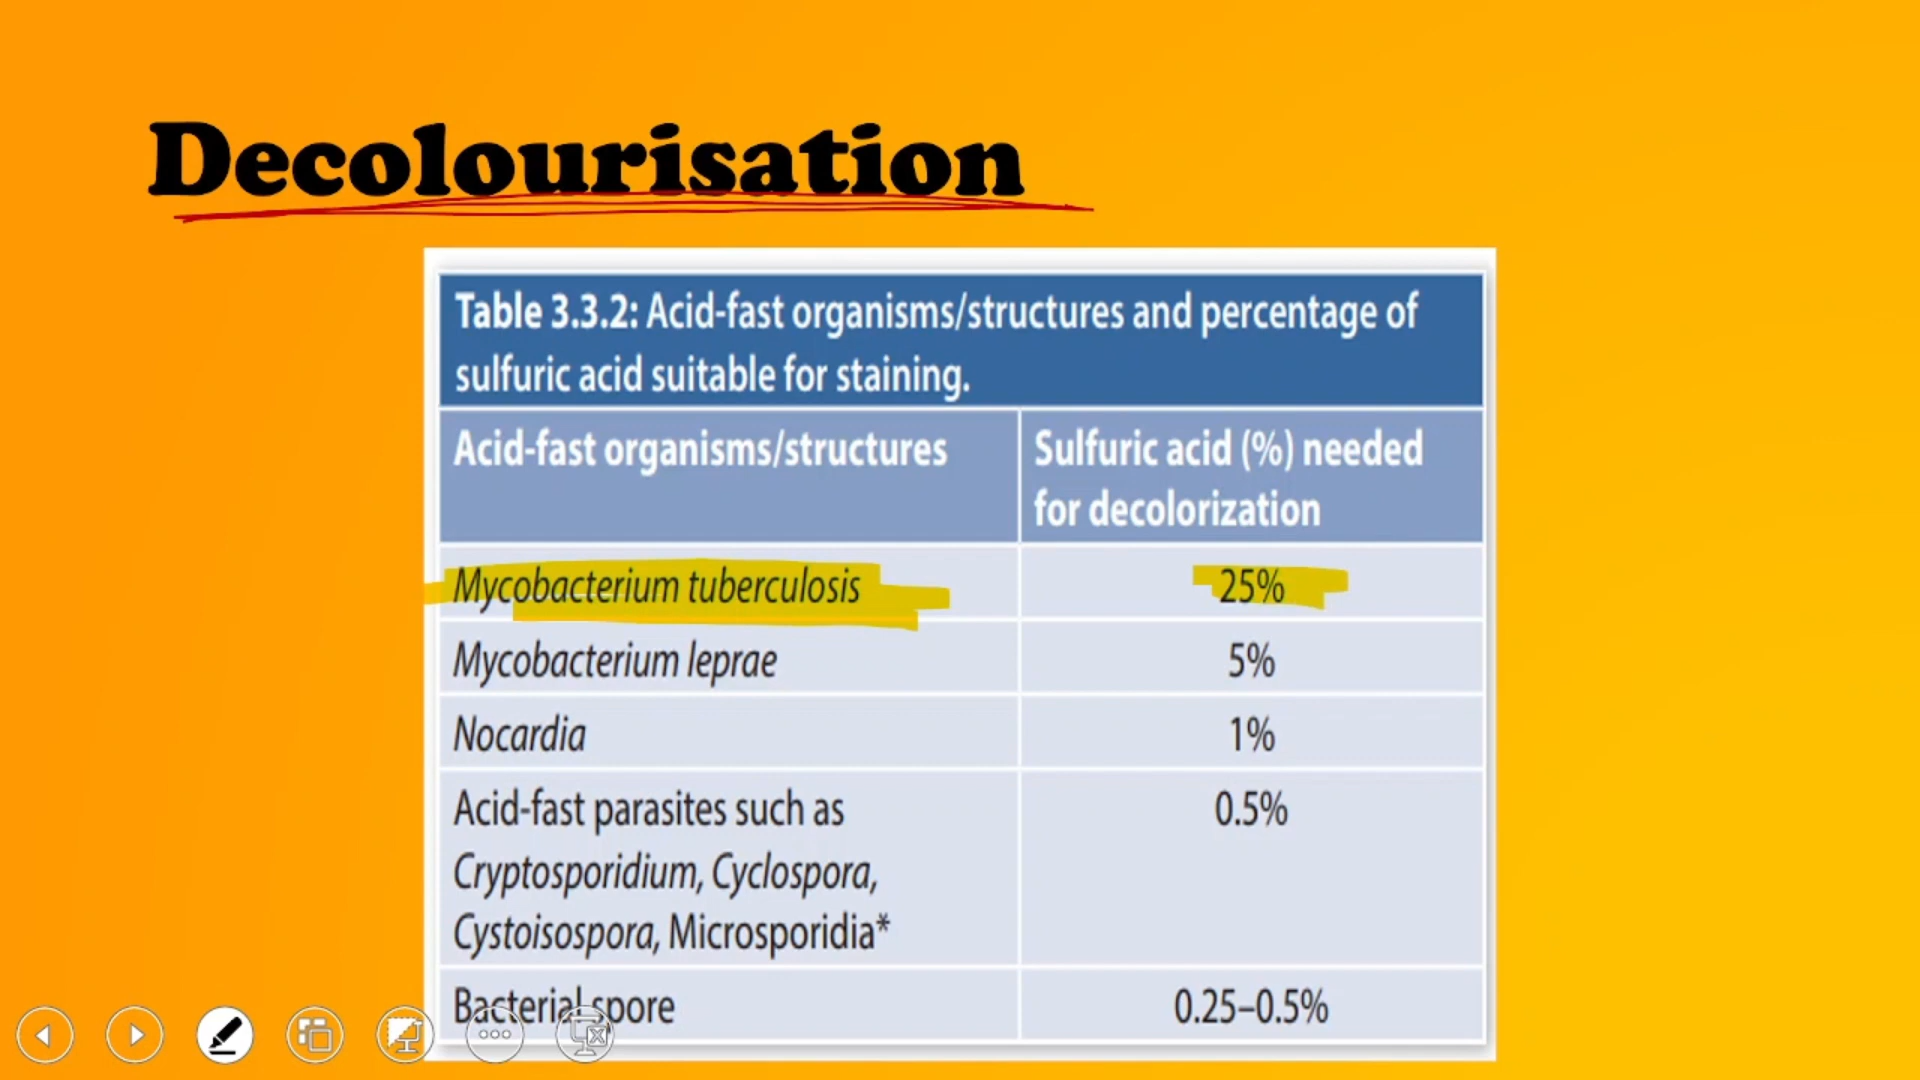 Decolourisation
Table 3.3.2: Acid-fast organisms/structures and percentage of
sulfuric acid suitable for staining.
Acid-fast organisms/structures
Sulfuric acid (%) needed
for decolorization
Mycobacterium tuberculosis 25%
Mycobacterium leprae 5%
Nocardia 1%
Acid-fast parasites such as 0.5%
Cryptosporidium, Cyclospora,
Cystoisospora, Microsporidia*
Bacterial spore 0.25–0.5%